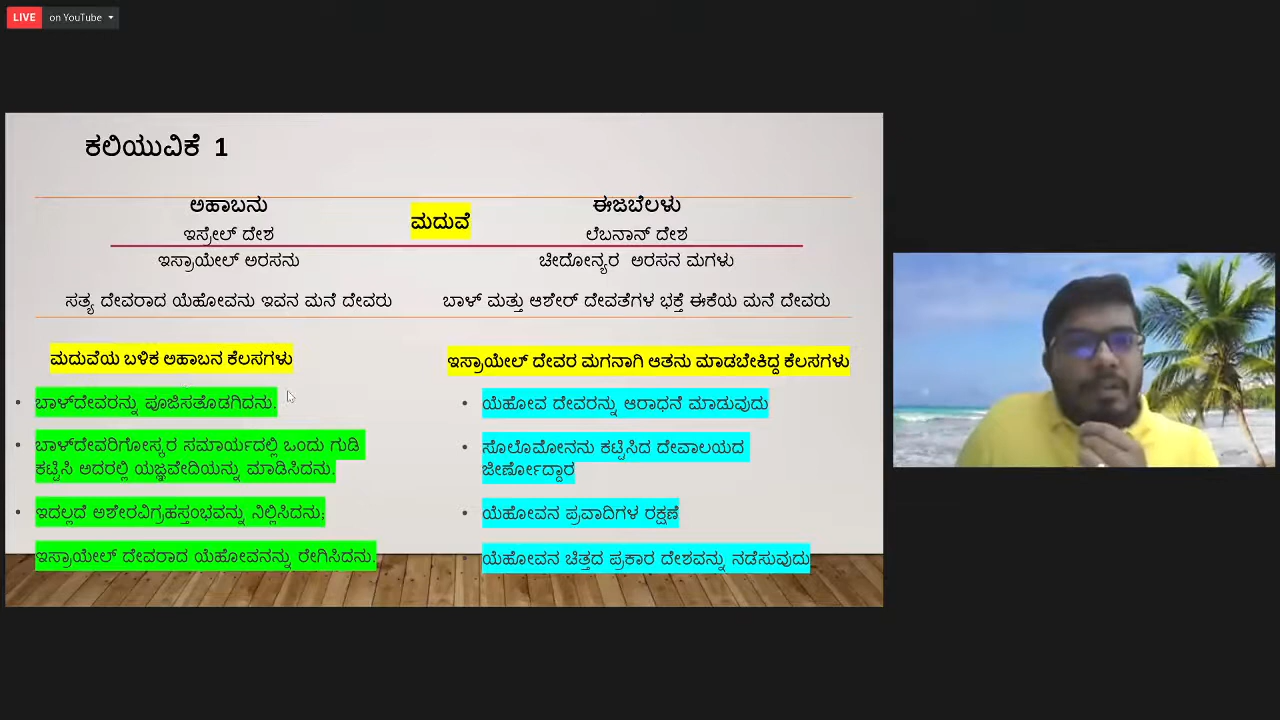 LIVE on YouTube
ಕಲಿಯುವಿಕೆ 1
ಅಹಾಬನು
ಇಸ್ರೇಲ್ ದೇಶ
ಮದುವೆ
ಈಜಬೆಲಳು
ಲೆಬನಾನ್ ದೇಶ
ಇಸ್ರಾಯೇಲ್ ಅರಸನು
ಚೀದೋನ್ಯರ ಅರಸನ ಮಗಳು
ಸತ್ಯ ದೇವರಾದ ಯೆಹೋವನು ಇವನ ಮನೆ ದೇವರು
ಬಾಳ್ ಮತ್ತು ಆಶೇರ್ ದೇವತೆಗಳ ಭಕ್ತೆ ಈಕೆಯ ಮನೆ ದೇವರು
ಮದುವೆಯ ಬಳಿಕ ಅಹಾಬನ ಕೆಲಸಗಳು
ಬಾಳ್‌ದೇವರನ್ನು ಪೂಜಿಸತೊಡಗಿದನು.
ಬಾಳ್‌ದೇವರಿಗೋಸ್ಕರ ಸಮಾರ್ಯದಲ್ಲಿ ಒಂದು ಗುಡಿ
ಕಟ್ಟಿಸಿ ಅದರಲ್ಲಿ ಯಜ್ಞವೇದಿಯನ್ನು ಮಾಡಿಸಿದನು.
ಇದಲ್ಲದೆ ಅಶೇರವಿಗ್ರಹಸ್ತಂಭವನ್ನು ನಿಲ್ಲಿಸಿದನು;
ಇಸ್ರಾಯೇಲ್ ದೇವರಾದ ಯೆಹೋವನನ್ನು ರೇಗಿಸಿದನು.
ಇಸ್ರಾಯೇಲ್ ದೇವರ ಮಗನಾಗಿ ಆತನು ಮಾಡಬೇಕಿದ್ದ ಕೆಲಸಗಳು
ಯೆಹೋವ ದೇವರನ್ನು ಆರಾಧನೆ ಮಾಡುವುದು
ಸೊಲೊಮೋನನು ಕಟ್ಟಿಸಿದ ದೇವಾಲಯದ
ಜೀರ್ಣೋದ್ದಾರ
ಯೆಹೋವನ ಪ್ರವಾದಿಗಳ ರಕ್ಷಣೆ
ಯೆಹೋವನ ಚಿತ್ತದ ಪ್ರಕಾರ ದೇಶವನ್ನು ನಡೆಸುವುದು